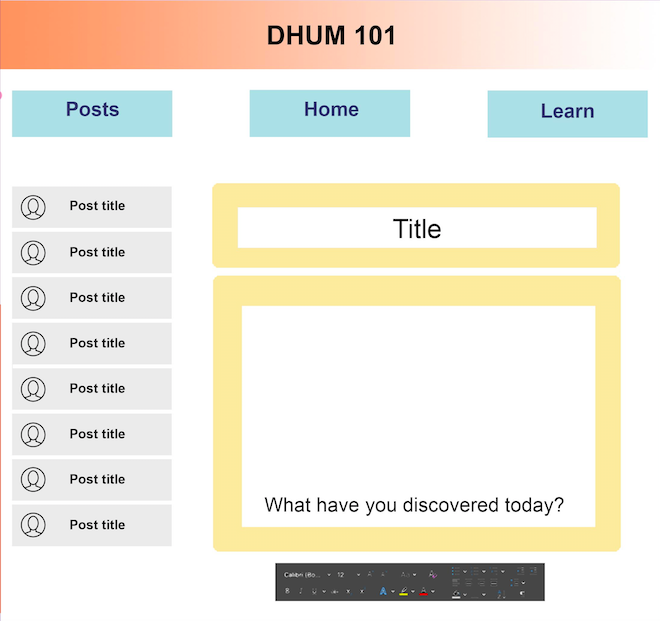 DHUM 101
Posts
Home
Learn
Post title
Post title
Post title
Post title
Post title
Post title
Post title
Post title
Title
What have you discovered today?
Calibri (Bo... 12